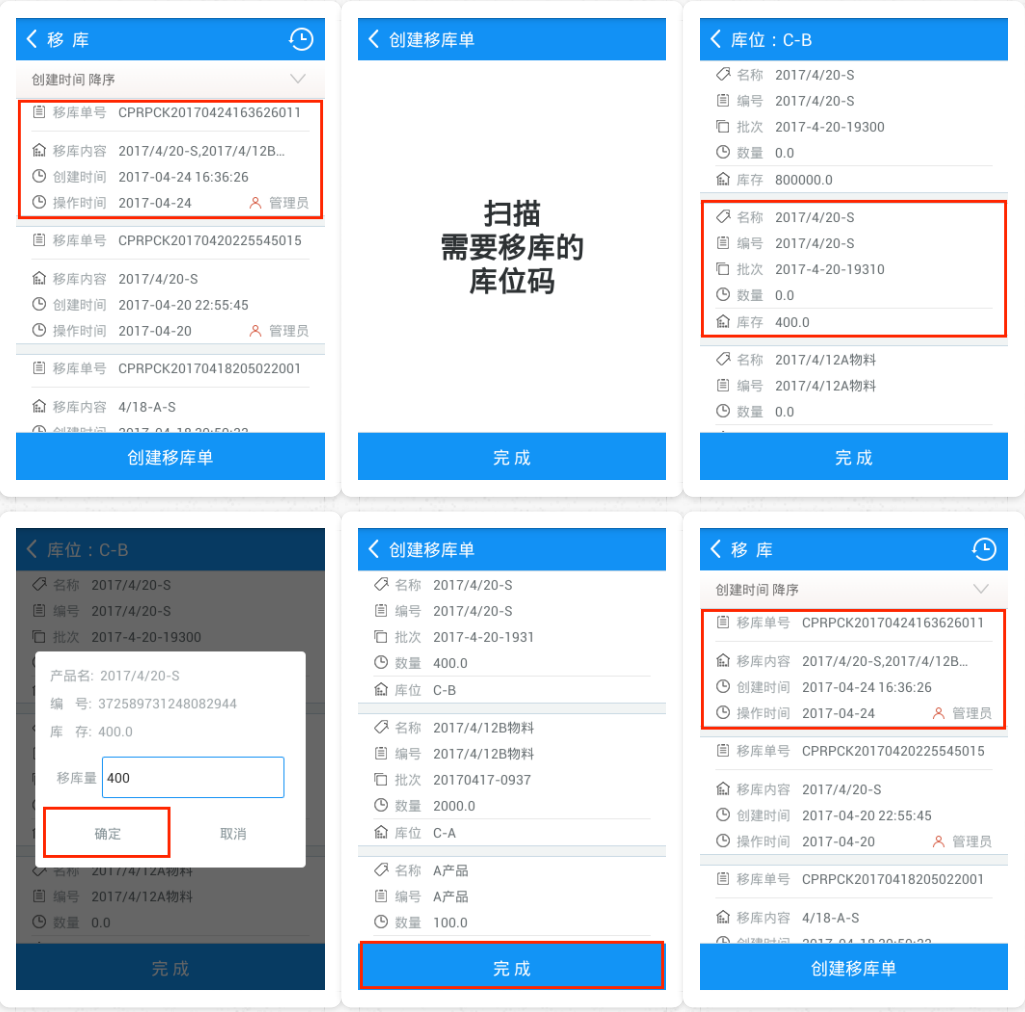 移 库
创建时间 降序
移库单号 CPRPCK20170424163626011
移库内容 2017/4/20-S,2017/4/12B...
创建时间 2017-04-24 16:36:26
操作时间 2017-04-24 管理员
移库单号 CPRPCK20170420225545015
移库内容 2017/4/20-S
创建时间 2017-04-20 22:55:45
操作时间 2017-04-20 管理员
移库单号 CPRPCK20170418205022001
移库内容 4/18-A-S
创建移库单
创建移库单
扫描
需要移库的
库位码
完成
库位：C-B
名称 2017/4/20-S
编号 2017/4/20-S
批次 2017-4-20-19300
数量 0.0
库存 800000.0
名称 2017/4/20-S
编号 2017/4/20-S
批次 2017-4-20-19310
数量 0.0
库存 400.0
名称 2017/4/12A物料
编号 2017/4/12A物料
数量 0.0
完成
库位：C-B
名称 2017/4/20-S
编号 2017/4/20-S
批次 2017-4-20-19300
产品名: 2017/4/20-S
编 号: 372589731248082944
库 存: 400.0
移库量 400
确定 取消
名称 2017/4/12A物料
编号 2017/4/12A物料
数量 0.0
完成
创建移库单
名称 2017/4/20-S
编号 2017/4/20-S
批次 2017-4-20-1931
数量 400.0
库位 C-B
名称 2017/4/12B物料
编号 2017/4/12B物料
批次 20170417-0937
数量 2000.0
库位 C-A
名称 A产品
编号 A产品
数量 100.0
完成
移 库
创建时间 降序
移库单号 CPRPCK20170424163626011
移库内容 2017/4/20-S,2017/4/12B...
创建时间 2017-04-24 16:36:26
操作时间 2017-04-24 管理员
移库单号 CPRPCK20170420225545015
移库内容 2017/4/20-S
创建时间 2017-04-20 22:55:45
操作时间 2017-04-20 管理员
移库单号 CPRPCK20170418205022001
移库内容 4/18-A-S
创建移库单